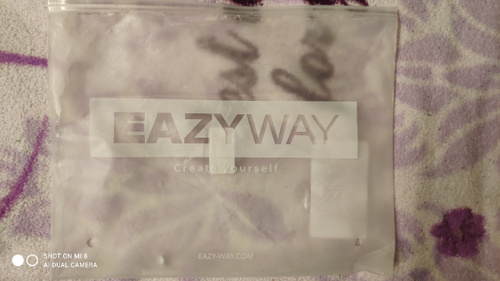 EAZYWAY
Create yourself
EAZY-WAY.COM
SHOT ON MI 8
AI DUAL CAMERA